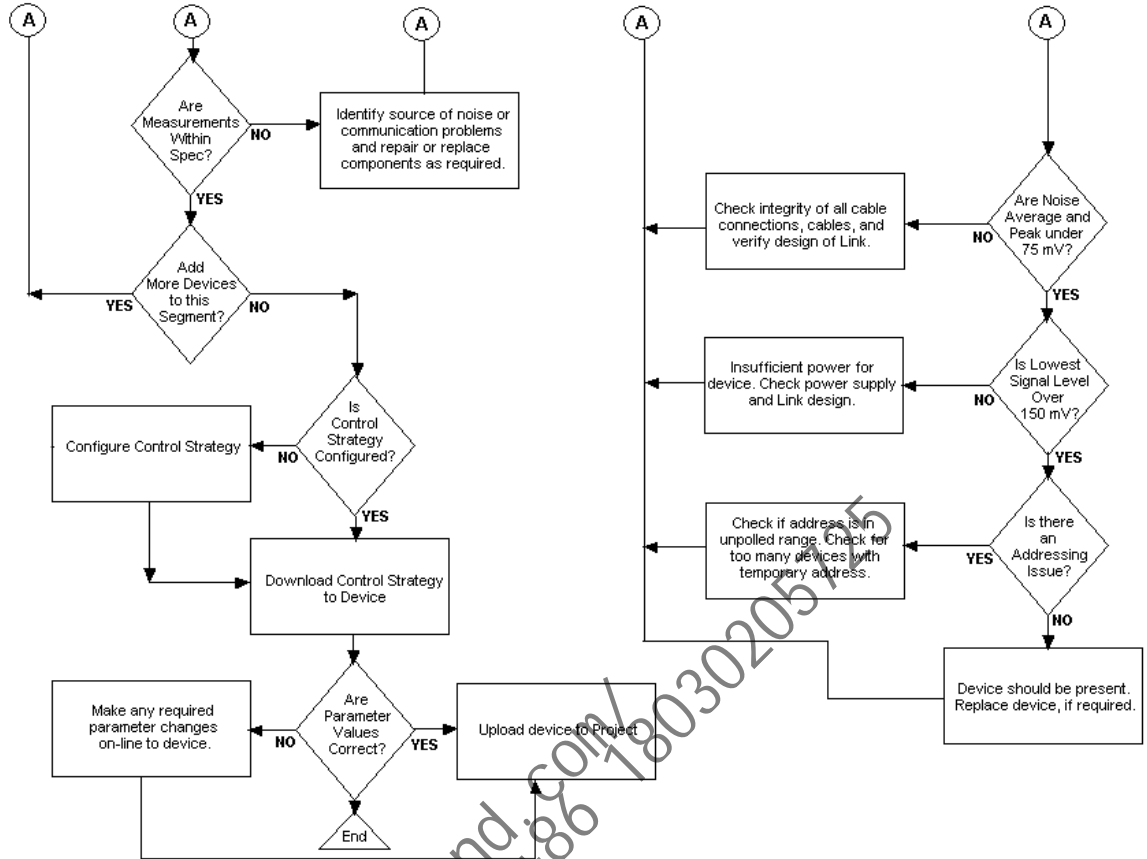 A
A
A
A
A
Are
Measurements
Within
Spec?
NO
YES
Identify source of noise or
communication problems
and repair or replace
components as required.
Add
More Devices
to this
Segment?
YES
NO
Is
Control
Strategy
Configured?
NO
YES
Configure Control Strategy
Download Control Strategy
to Device
Are
Parameter
Values
Correct?
NO
YES
Make any required
parameter changes
on-line to device.
Upload device to Project
End
Are Noise
Average and
Peak under
75 mV?
NO
YES
Check integrity of all cable
connections, cables, and
verify design of Link.
Is Lowest
Signal Level
Over
150 mV?
NO
YES
Insufficient power for
device. Check power supply
and Link design.
Is there
an
Addressing
Issue?
YES
NO
Check if address is in
unpolled range. Check for
too many devices with
temporary address.
Device should be present.
Replace device, if required.
nd.com/
86 18030205725